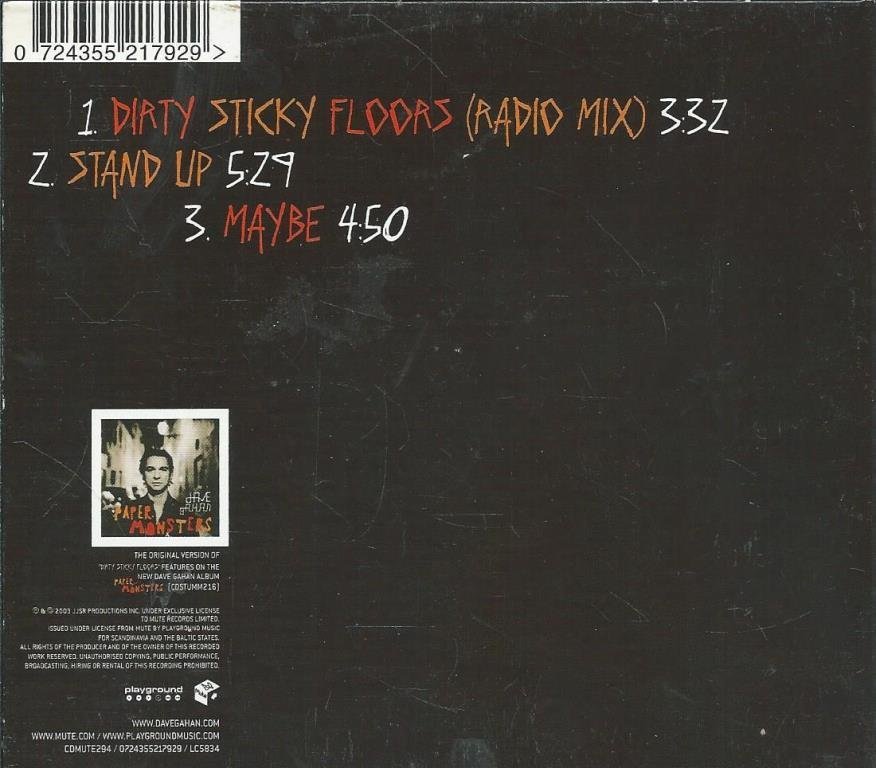 0 724355 217929 >
1. DIRTY STICKY FLOORS (RADIO MIX) 3:32
2. STAND UP 5:29
3. MAYBE 4:50
DAVE GAHAN
PAPER
MONSTERS
THE ORIGINAL VERSION OF
"DIRTY STICKY FLOORS" FEATURES ON THE
NEW DAVE GAHAN ALBUM
PAPER MONSTERS (CDSTUMM216)
℗ & © 2003 JJSR PRODUCTIONS INC. UNDER EXCLUSIVE LICENSE
TO MUTE RECORDS LIMITED.
ISSUED UNDER LICENSE FROM MUTE BY PLAYGROUND MUSIC
FOR SCANDINAVIA AND THE BALTIC STATES.
ALL RIGHTS OF THE PRODUCER AND OF THE OWNER OF THIS RECORDED
WORK RESERVED. UNAUTHORISED COPYING, PUBLIC PERFORMANCE,
BROADCASTING, HIRING OR RENTAL OF THIS RECORDING PROHIBITED.
playground
WWW.DAVEGAHAN.COM
WWW.MUTE.COM / WWW.PLAYGROUNDMUSIC.COM
CDMUTE294 / 0724355217929 / LC5834